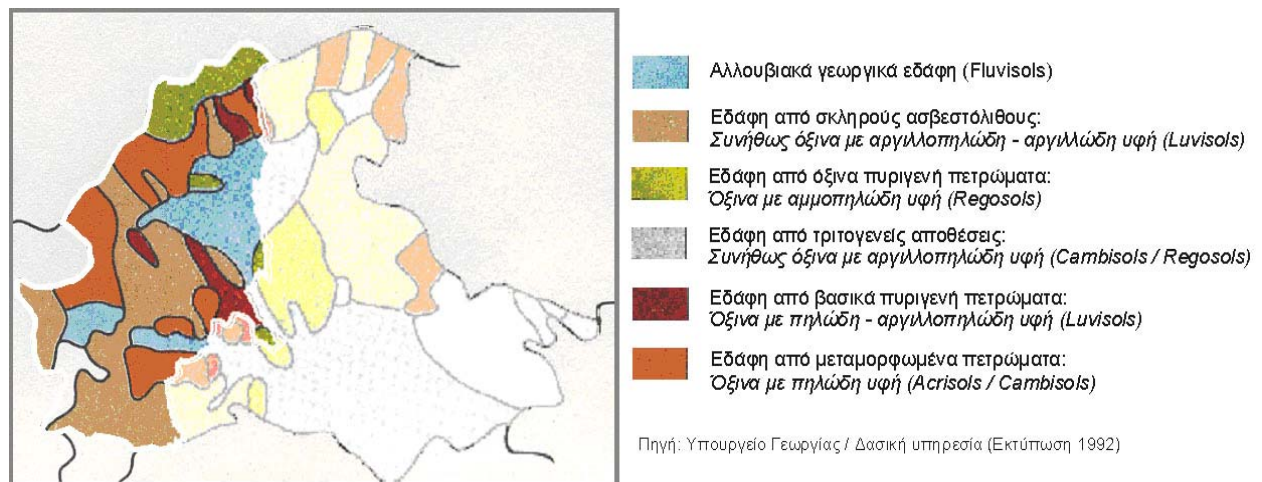 Αλλουβιακά γεωργικά εδάφη (Fluvisols)
Εδάφη από σκληρούς ασβεστόλιθους:
Συνήθως όξινα με αργιλλοπηλώδη - αργιλλώδη υφή (Luvisols)
Εδάφη από όξινα πυριγενή πετρώματα:
Όξινα με αμμοπηλώδη υφή (Regosols)
Εδάφη από τριτογενείς αποθέσεις:
Συνήθως όξινα με αργιλλοπηλώδη υφή (Cambisols / Regosols)
Εδάφη από βασικά πυριγενή πετρώματα:
Όξινα με πηλώδη - αργιλλοπηλώδη υφή (Luvisols)
Εδάφη από μεταμορφωμένα πετρώματα:
Όξινα με πηλώδη υφή (Acrisols / Cambisols)
Πηγή: Υπουργείο Γεωργίας / Δασική υπηρεσία (Εκτύπωση 1992)